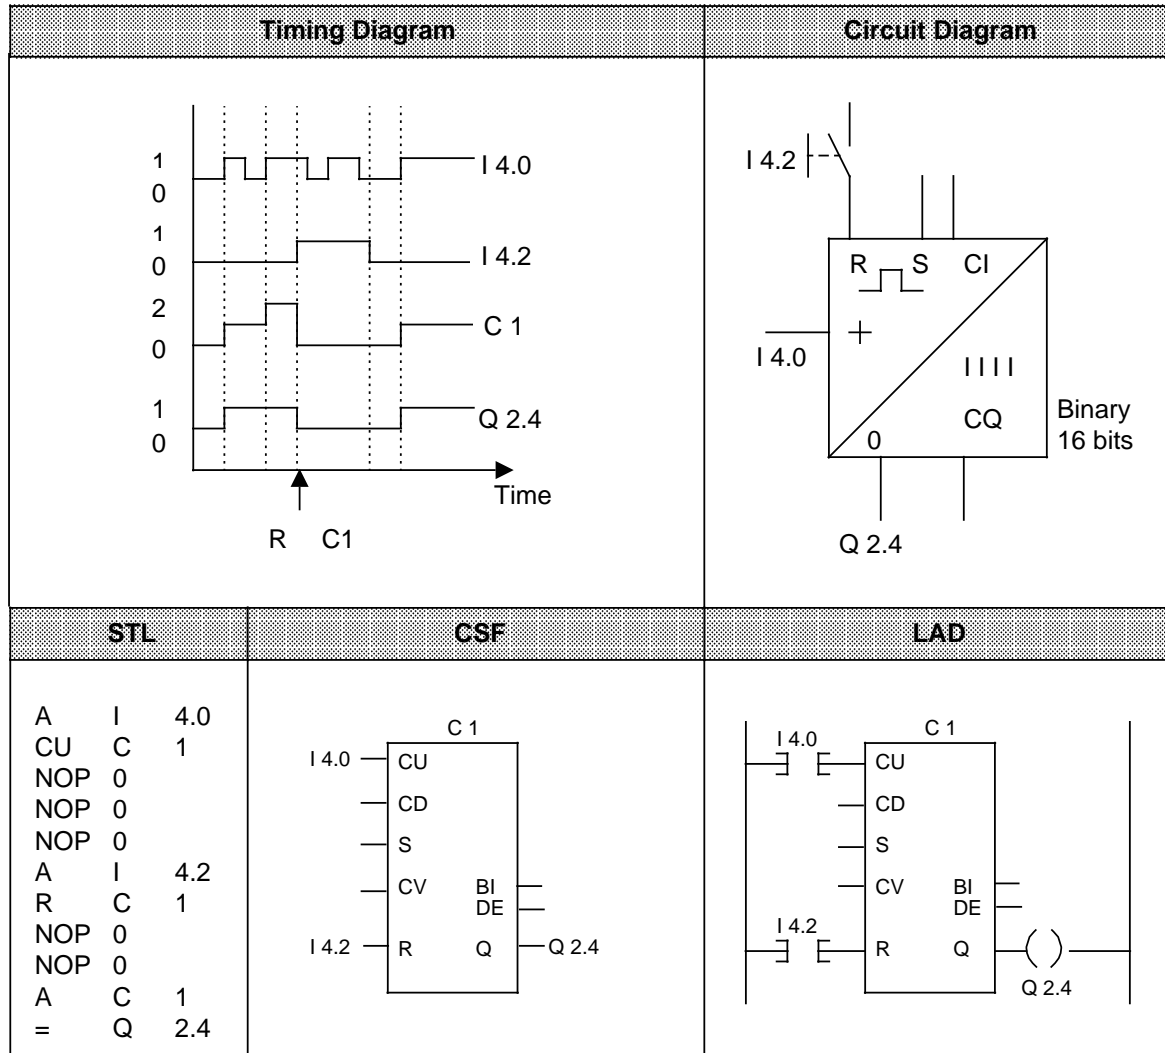 Timing Diagram
Circuit Diagram
1
0
I 4.0
1
0
I 4.2
2
0
C 1
1
0
Q 2.4
Time
R C1
I 4.2
R S CI
+
I 4.0
I I I I
CQ
0
Binary
16 bits
Q 2.4
STL
CSF
LAD
A I 4.0
CU C 1
NOP 0
NOP 0
NOP 0
A I 4.2
R C 1
NOP 0
NOP 0
A C 1
= Q 2.4
C 1
I 4.0 CU
CD
S
CV BI
DE
I 4.2 R Q Q 2.4
C 1
I 4.0
CU
CD
S
CV BI
DE
I 4.2
R Q
Q 2.4